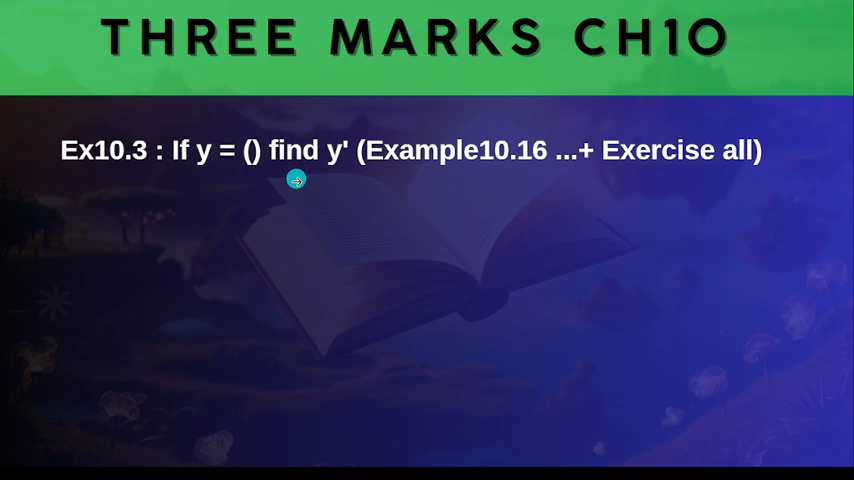 THREE MARKS CH10
Ex10.3 : If y = () find y' (Example10.16 ...+ Exercise all)